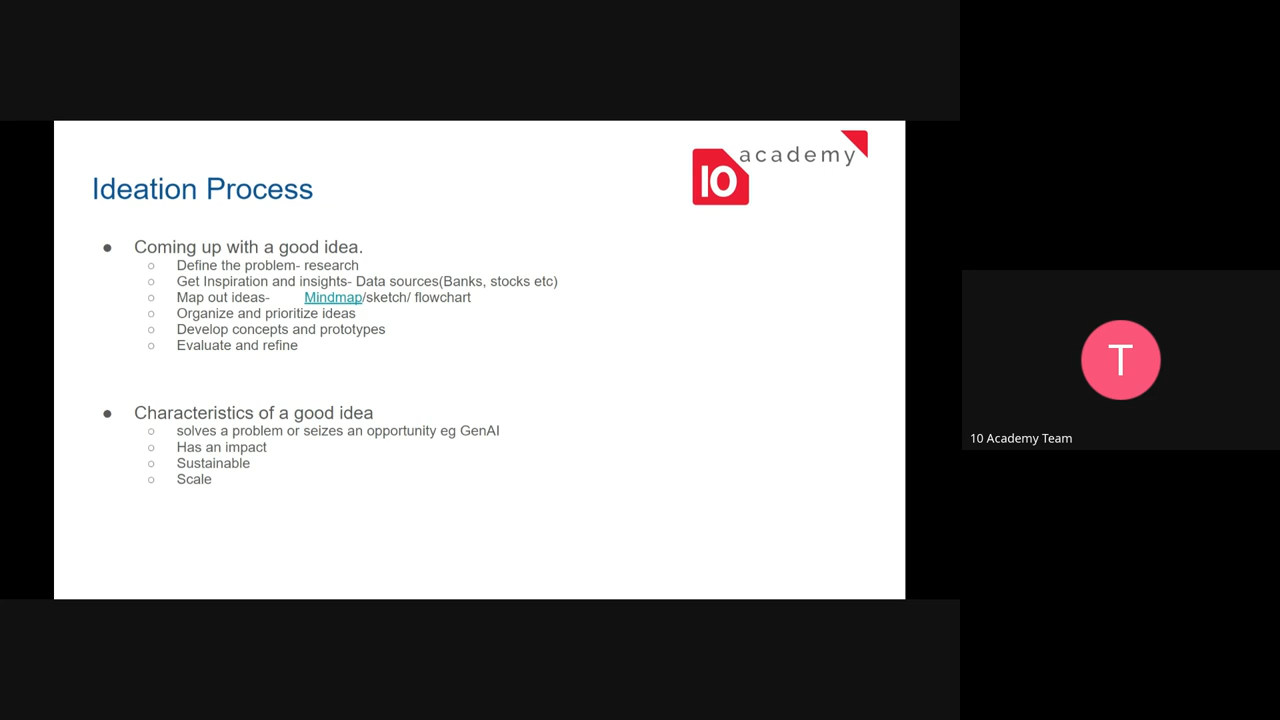 10 academy
Ideation Process
● Coming up with a good idea.
○ Define the problem- research
○ Get Inspiration and insights- Data sources(Banks, stocks etc)
○ Map out ideas- Mindmap/sketch/ flowchart
○ Organize and prioritize ideas
○ Develop concepts and prototypes
○ Evaluate and refine
● Characteristics of a good idea
○ solves a problem or seizes an opportunity eg GenAI
○ Has an impact
○ Sustainable
○ Scale
T
10 Academy Team